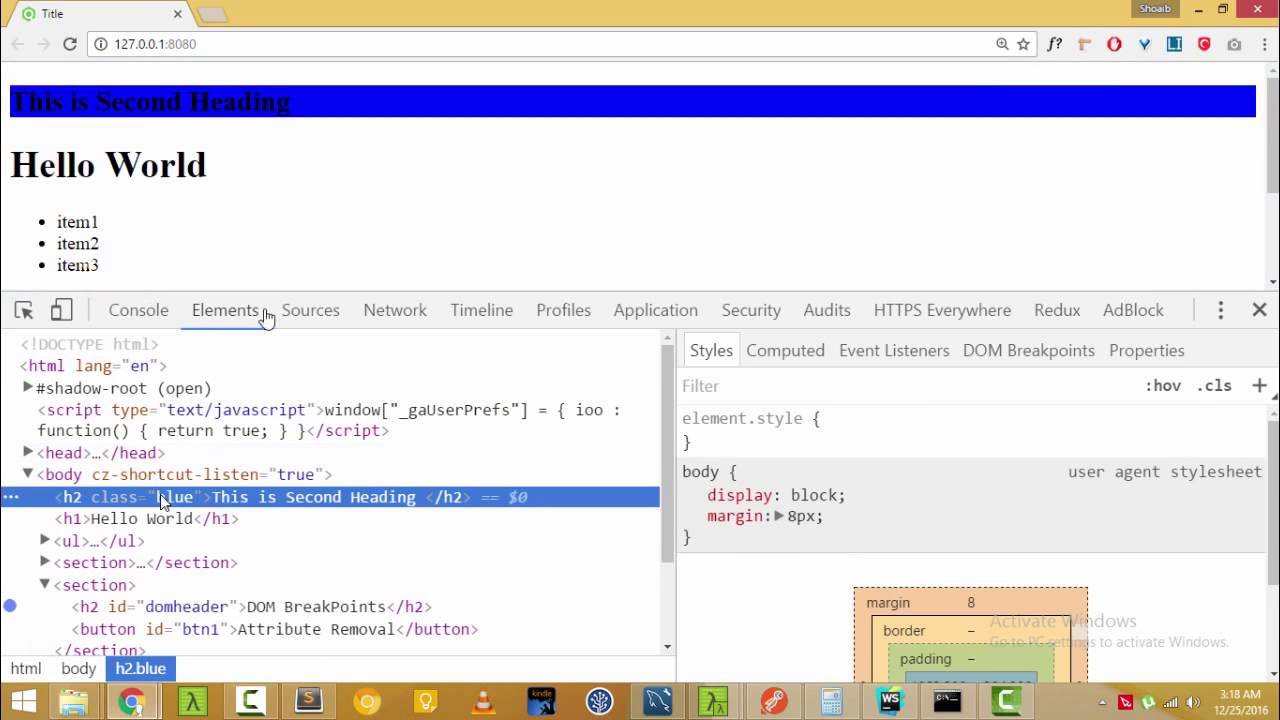 Title
Shoaib
127.0.0.1:8080
f?
LI
This is Second Heading
Hello World
• item1
• item2
• item3
Console Elements Sources Network Timeline Profiles Application Security Audits HTTPS Everywhere Redux AdBlock
<!DOCTYPE html>
<html lang="en">
#shadow-root (open)
<script type="text/javascript">window["_gaUserPrefs"] = { ioo :
function() { return true; } }</script>
<head>…</head>
<body cz-shortcut-listen="true">
<h2 class="blue">This is Second Heading </h2> == $0
<h1>Hello World</h1>
<ul>…</ul>
<section>…</section>
<section>
<h2 id="domheader">DOM BreakPoints</h2>
<button id="btn1">Attribute Removal</button>
</section>
html body h2.blue
Styles Computed Event Listeners DOM Breakpoints Properties
Filter :hov .cls +
element.style {
}
body { user agent stylesheet
display: block;
margin: 8px;
}
margin 8
border –
padding –
Activate Windows
Go to PC settings to activate Windows.
kindle
WS
3:18 AM
12/25/2016